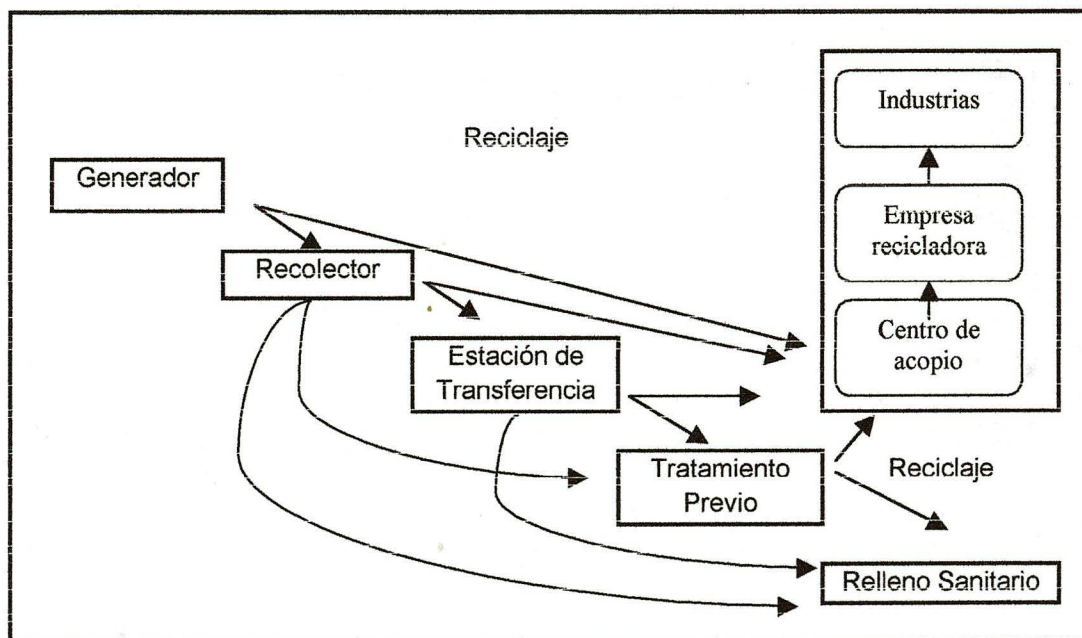 Industrias
Reciclaje
Generador
Empresa
recicladora
Recolector
Centro de
acopio
Estación de
Transferencia
Tratamiento
Previo
Reciclaje
Relleno Sanitario